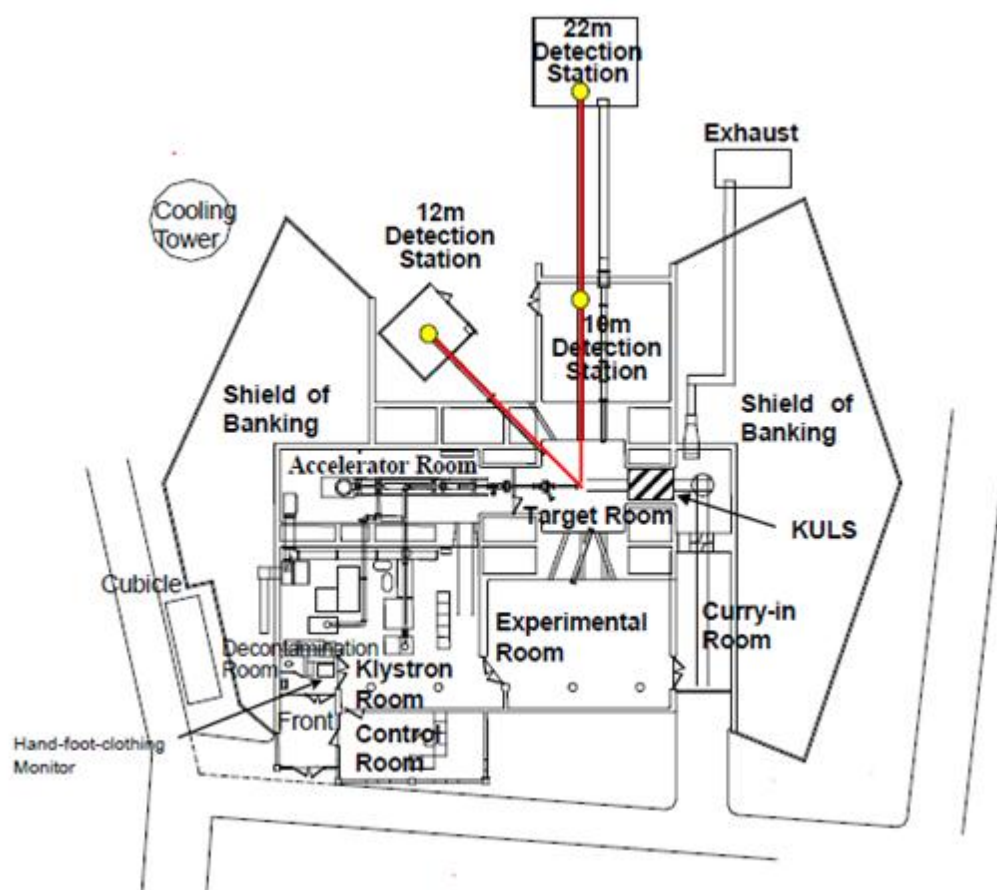 22m
Detection
Station
Exhaust
Cooling
Tower
12m
Detection
Station
10m
Detection
Station
Shield of
Banking
Shield of
Banking
Accelerator Room
Target Room
KULS
Cubicle
Decontamination
Room
Experimental
Room
Curry-in
Room
Klystron
Room
Front
Control
Room
Hand-foot-clothing
Monitor